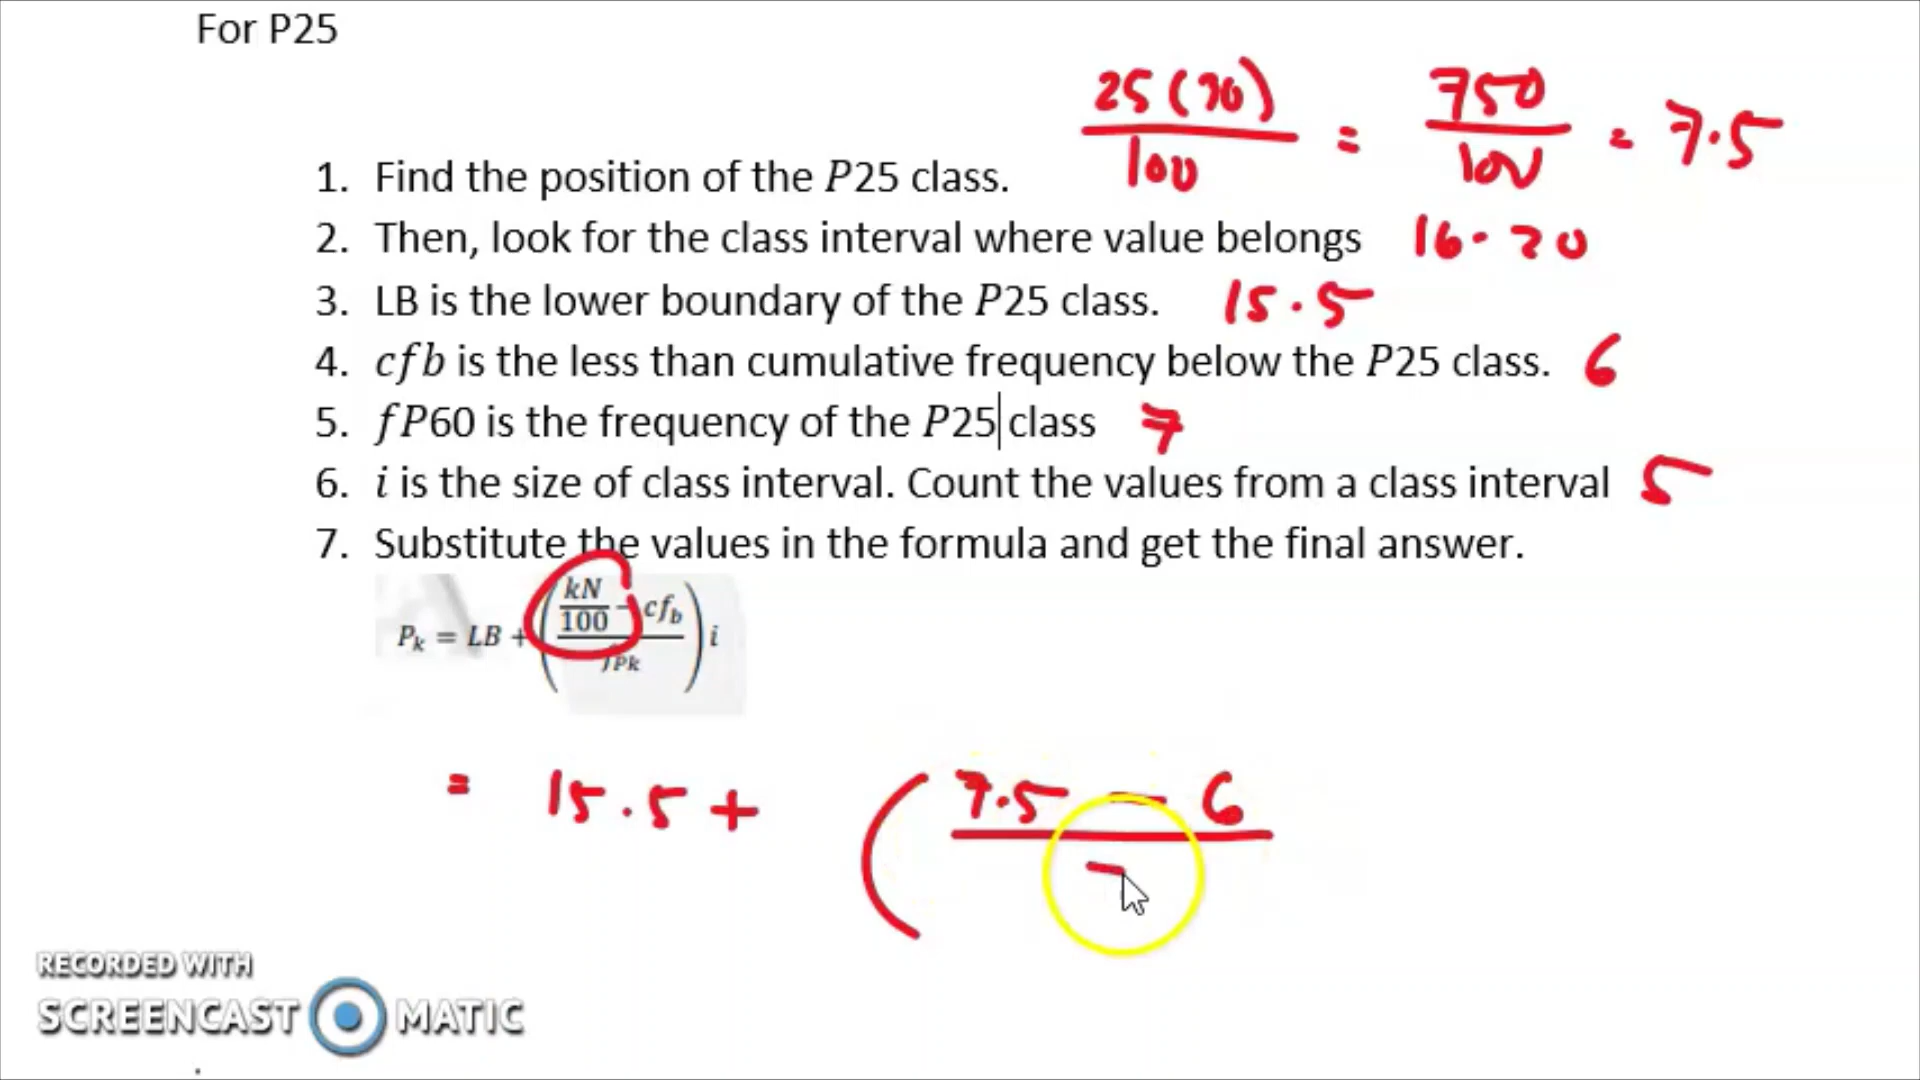 For P25
25(30)/100 = 750/100 = 7.5
1. Find the position of the P25 class.
2. Then, look for the class interval where value belongs 16-20
3. LB is the lower boundary of the P25 class. 15.5
4. cfb is the less than cumulative frequency below the P25 class. 6
5. fP60 is the frequency of the P25 class 7
6. i is the size of class interval. Count the values from a class interval 5
7. Substitute the values in the formula and get the final answer.
Pk = LB + ((kN/100 - cfb)/fPk) i
= 15.5 + (7.5 - 6
RECORDED WITH
SCREENCAST MATIC